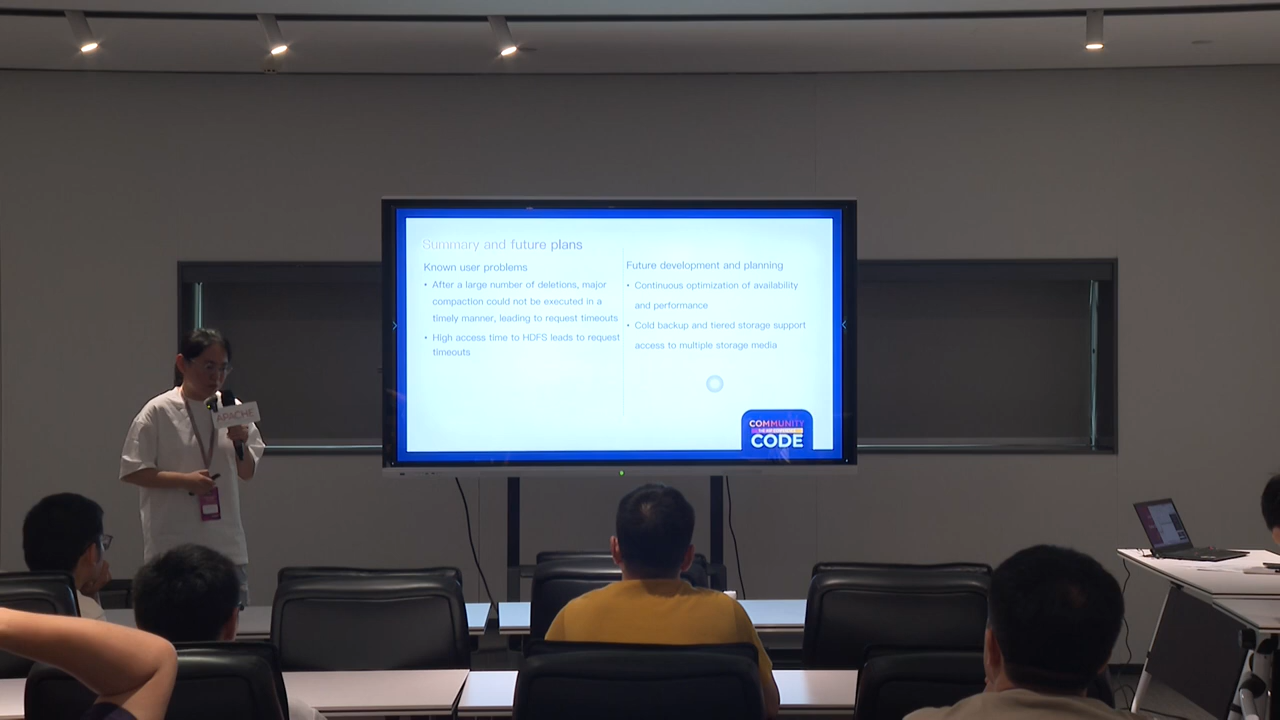 Summary and future plans
Known user problems
• After a large number of deletions, major
compaction could not be executed in a
timely manner, leading to request timeouts
• High access time to HDFS leads to request
timeouts
Future development and planning
• Continuous optimization of availability
and performance
• Cold backup and tiered storage support
access to multiple storage media
COMMUNITY
CODE
APACHE